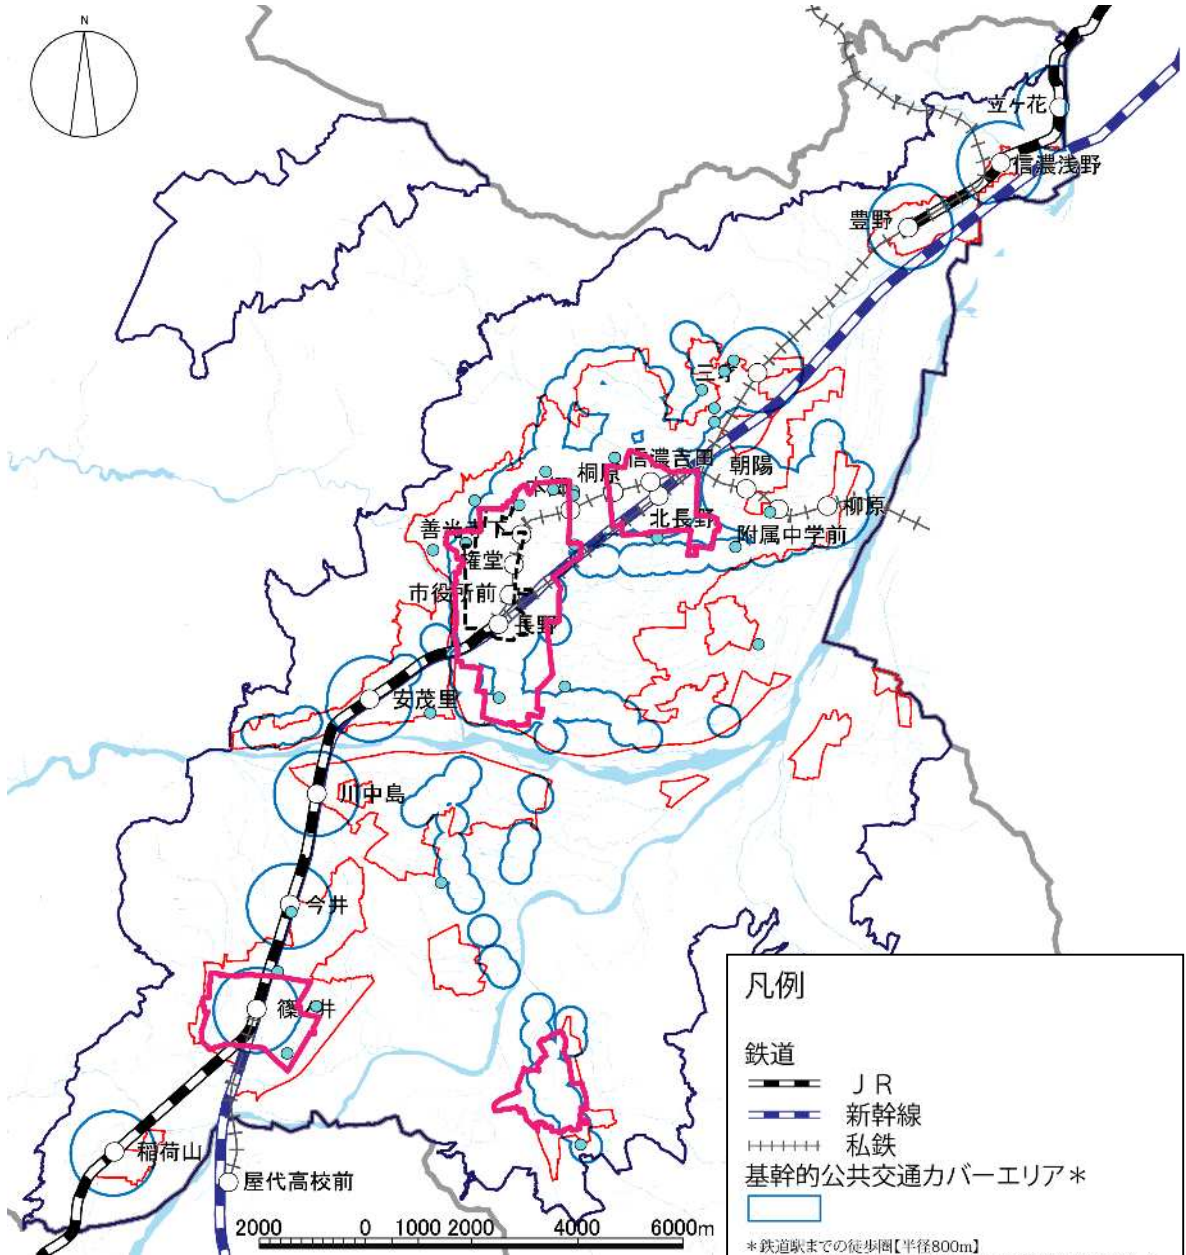 N
立ヶ花
信濃浅野
豊野
三才
信濃吉田
桐原
朝陽
本郷
北長野
柳原
善光寺下
附属中学前
権堂
市役所前
長野
安茂里
川中島
今井
篠ノ井
稲荷山
屋代高校前
2000 0 1000 2000 4000 6000m
凡例
鉄道
ＪＲ
新幹線
私鉄
基幹的公共交通カバーエリア＊
＊鉄道駅までの徒歩圏【半径800m】